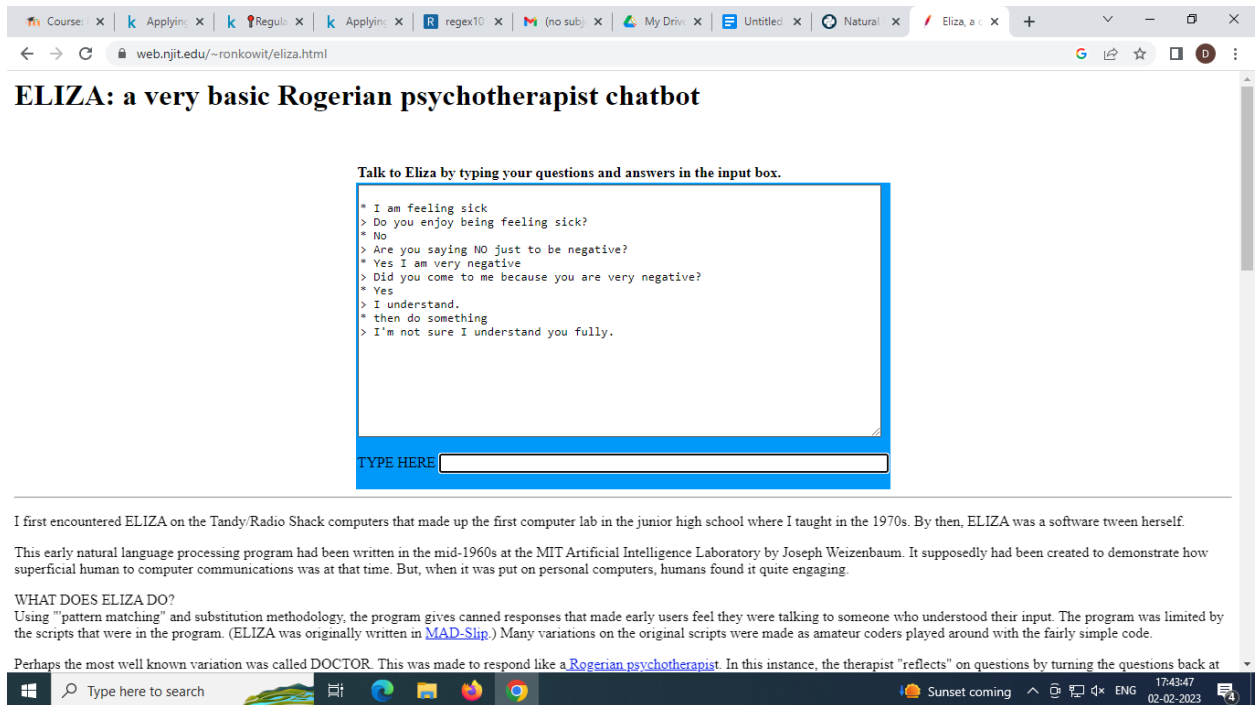 Course: 
Applying
Regula
Applying
regex10
(no subj
My Drive
Untitled
Natural
Eliza, a c
web.njit.edu/~ronkowit/eliza.html
D
ELIZA: a very basic Rogerian psychotherapist chatbot
Talk to Eliza by typing your questions and answers in the input box.
* I am feeling sick
> Do you enjoy being feeling sick?
* No
> Are you saying NO just to be negative?
* Yes I am very negative
> Did you come to me because you are very negative?
* Yes
> I understand.
* then do something
> I'm not sure I understand you fully.
TYPE HERE
I first encountered ELIZA on the Tandy/Radio Shack computers that made up the first computer lab in the junior high school where I taught in the 1970s. By then, ELIZA was a software tween herself.
This early natural language processing program had been written in the mid-1960s at the MIT Artificial Intelligence Laboratory by Joseph Weizenbaum. It supposedly had been created to demonstrate how
superficial human to computer communications was at that time. But, when it was put on personal computers, humans found it quite engaging.
WHAT DOES ELIZA DO?
Using "'pattern matching" and substitution methodology, the program gives canned responses that made early users feel they were talking to someone who understood their input. The program was limited by
the scripts that were in the program. (ELIZA was originally written in MAD-Slip.) Many variations on the original scripts were made as amateur coders played around with the fairly simple code.
Perhaps the most well known variation was called DOCTOR. This was made to respond like a Rogerian psychotherapist. In this instance, the therapist "reflects" on questions by turning the questions back at
Type here to search
Sunset coming
ENG
17:43:47
02-02-2023
4